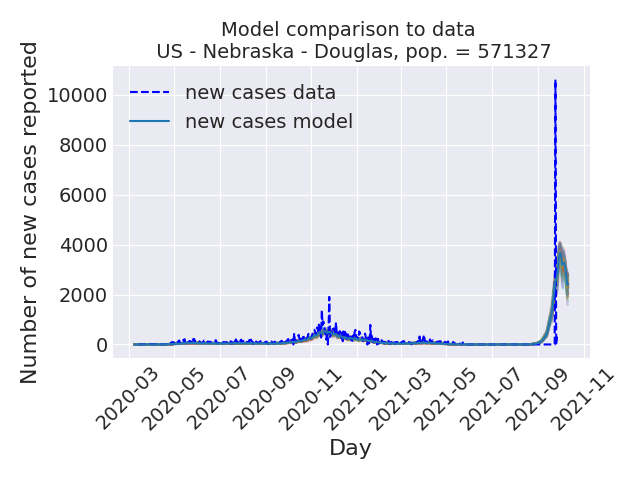 Model comparison to data
US - Nebraska - Douglas, pop. = 571327
Number of new cases reported
10000
8000
6000
4000
2000
0
new cases data
new cases model
2020-03
2020-05
2020-07
2020-09
2020-11
2021-01
2021-03
2021-05
2021-07
2021-09
2021-11
Day